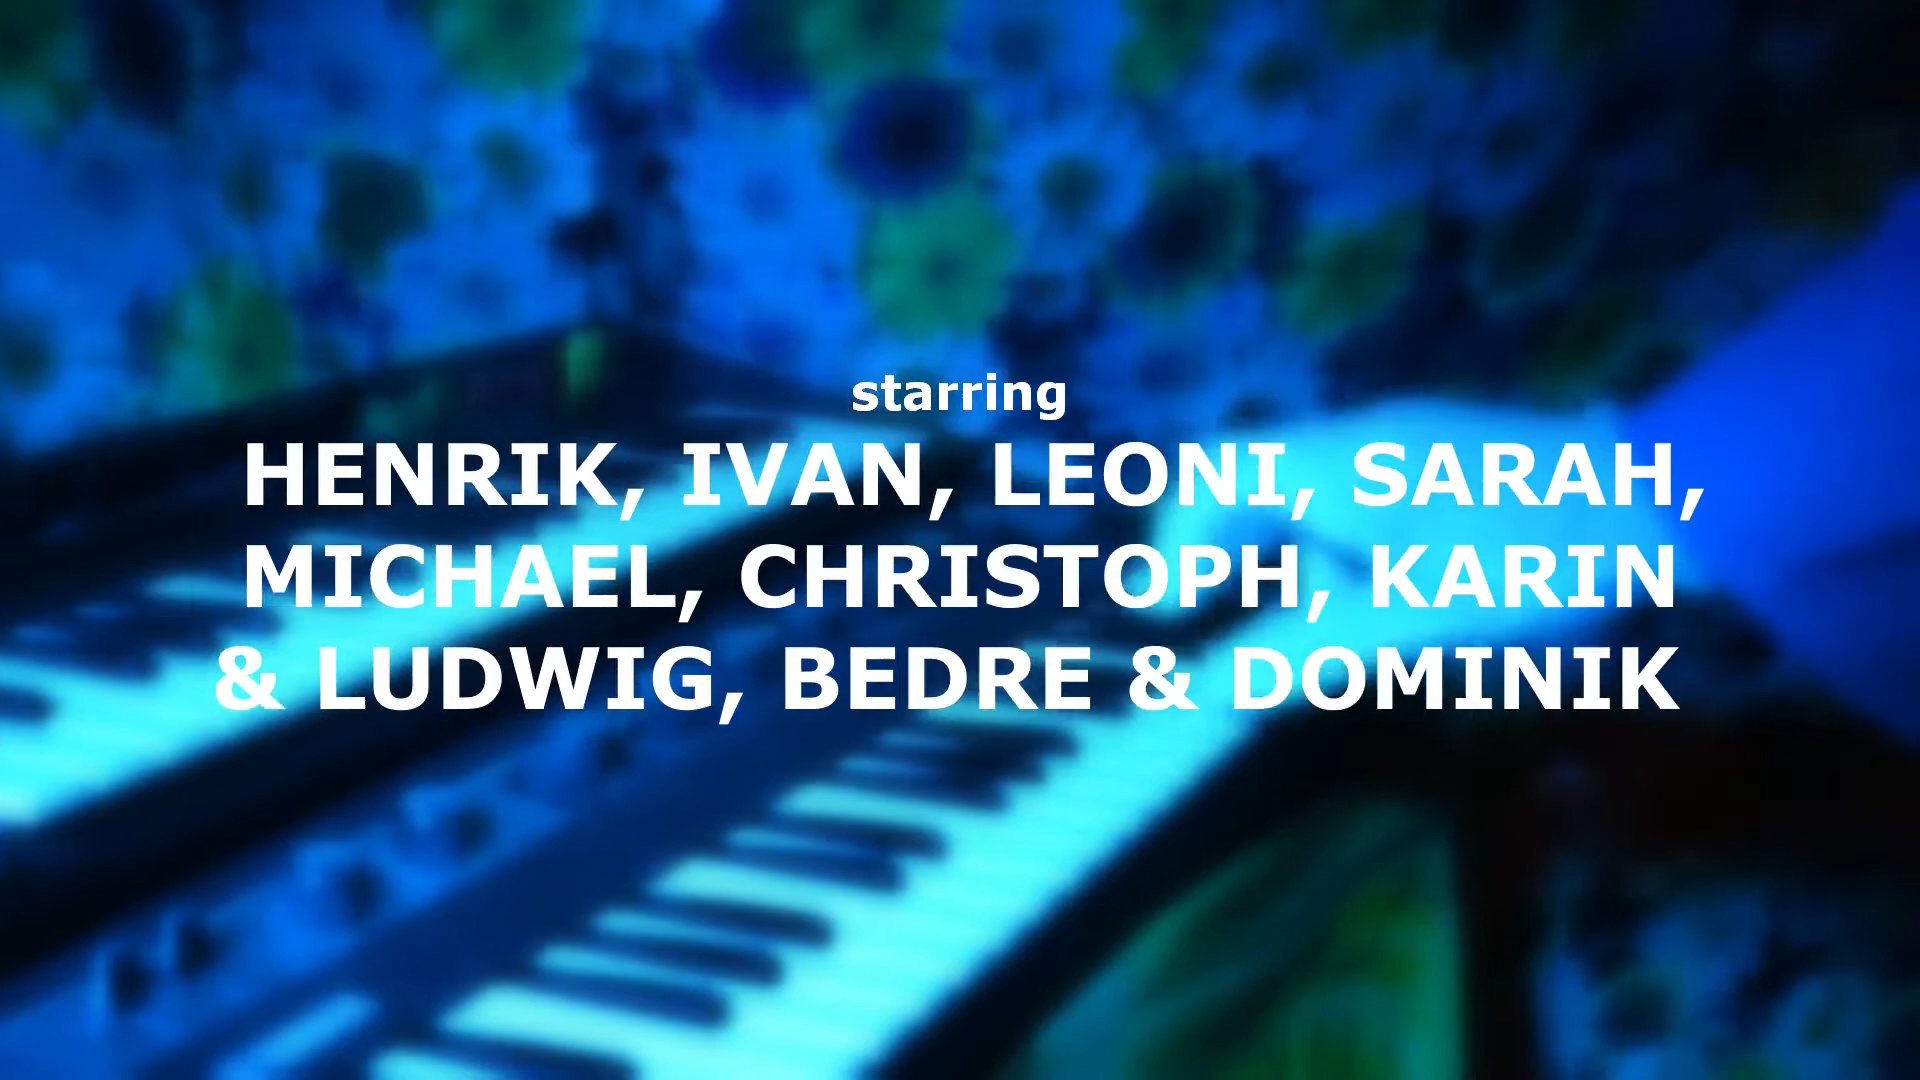 starring
HENRIK, IVAN, LEONI, SARAH,
MICHAEL, CHRISTOPH, KARIN
& LUDWIG, BEDRE & DOMINIK